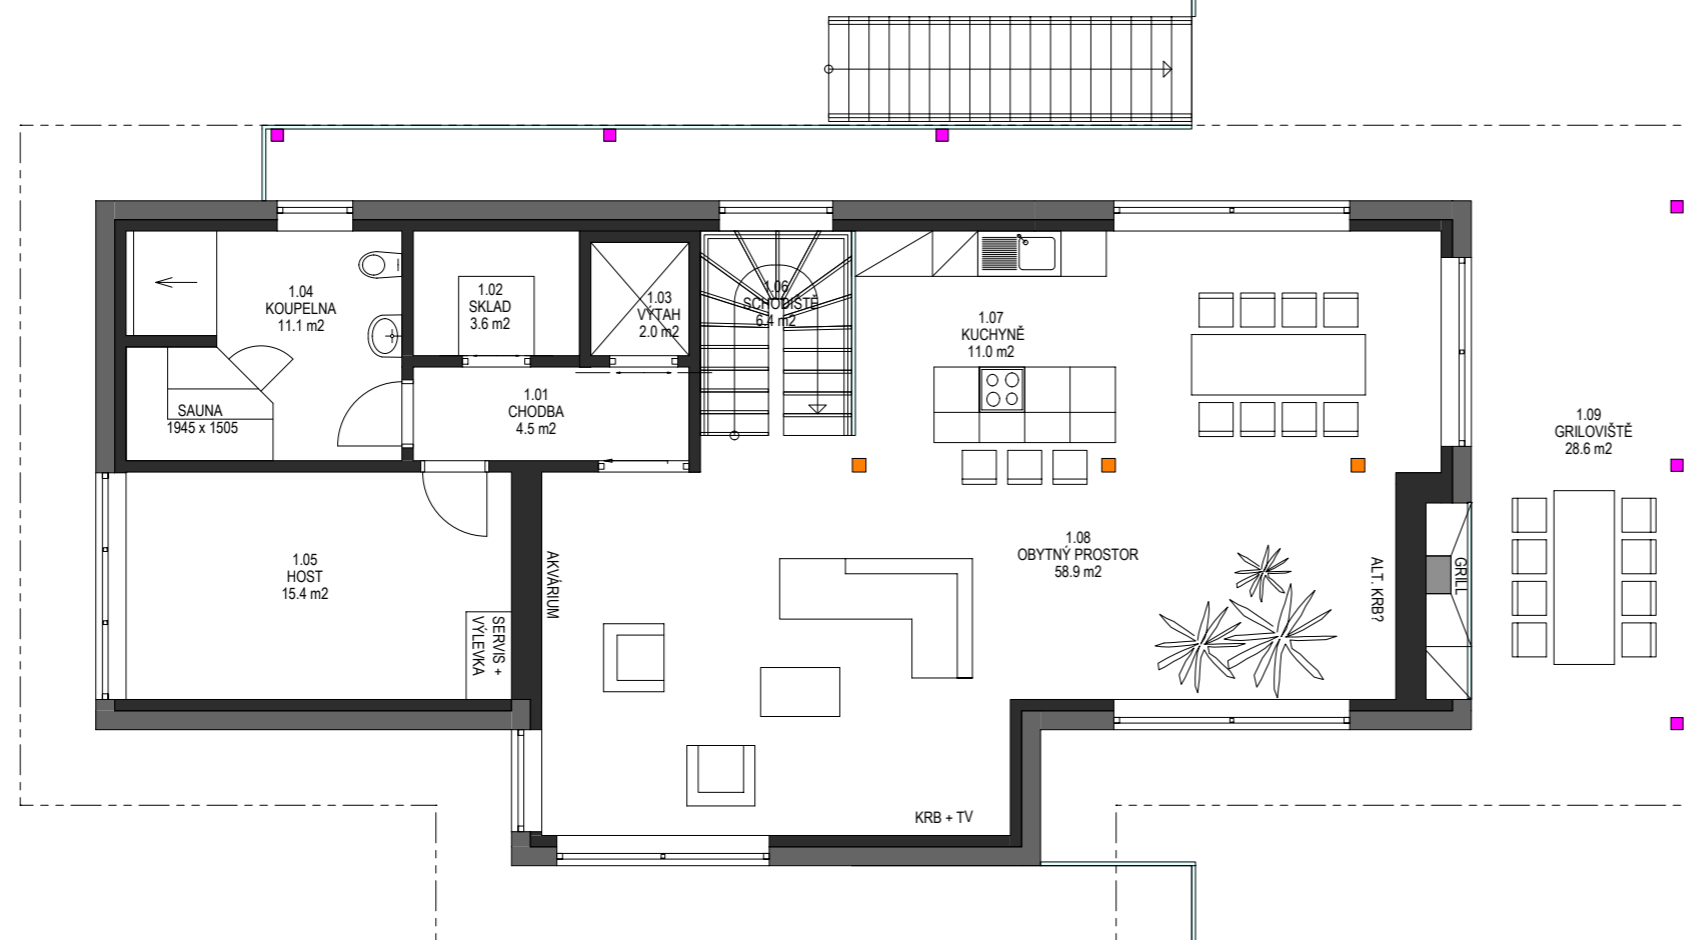 1.04
KOUPELNA
11.1 m2
1.02
SKLAD
3.6 m2
1.03
VÝTAH
2.0 m2
1.06
SCHODIŠTĚ
6.4 m2
1.07
KUCHYNĚ
11.0 m2
SAUNA
1945 x 1505
1.01
CHODBA
4.5 m2
1.09
GRILOVIŠTĚ
28.6 m2
1.05
HOST
15.4 m2
AKVÁRIUM
1.08
OBYTNÝ PROSTOR
58.9 m2
ALT. KRB?
GRILL
SERVIS +
VÝLEVKA
KRB + TV